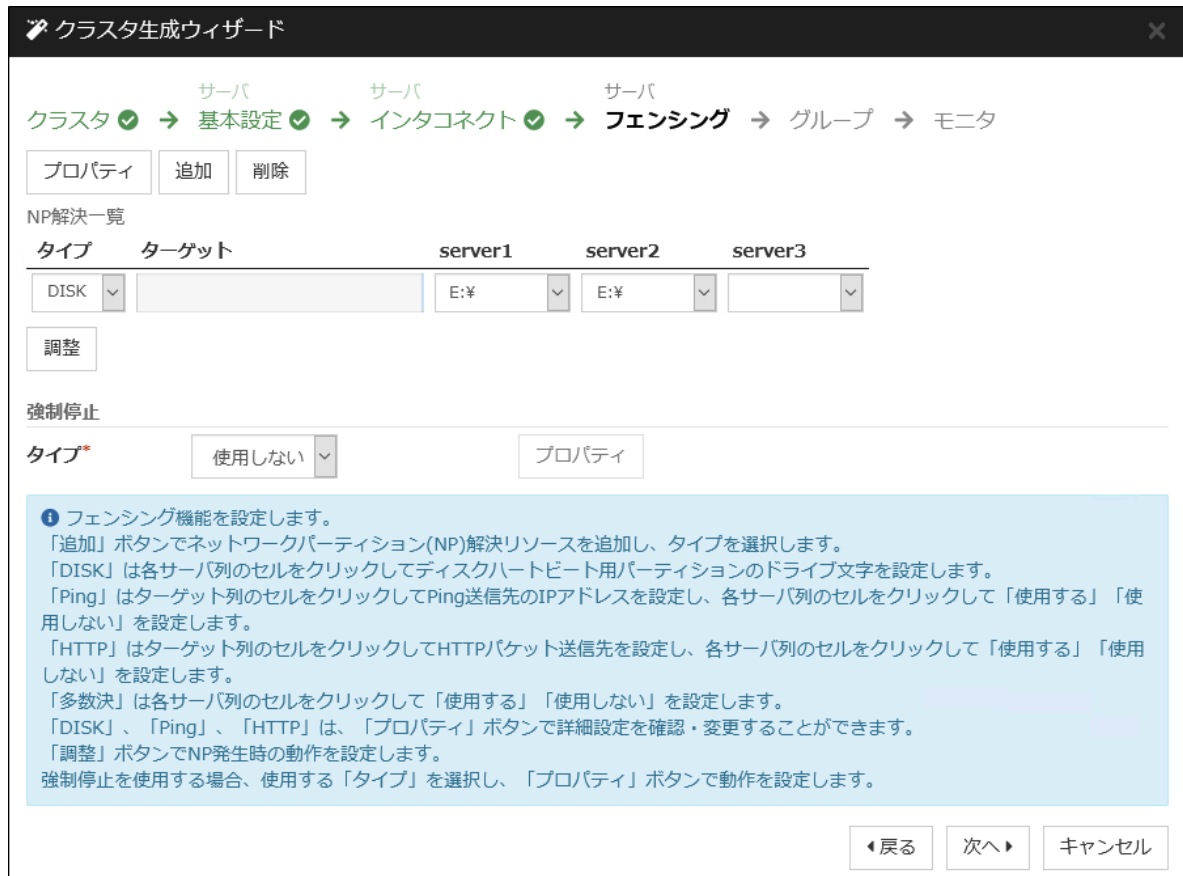 クラスタ生成ウィザード
サーバ サーバ サーバ
クラスタ → 基本設定 → インタコネクト → フェンシング → グループ → モニタ
プロパティ 追加 削除
NP解決一覧
タイプ ターゲット server1 server2 server3
DISK E:¥ E:¥
調整
強制停止
タイプ* 使用しない プロパティ
フェンシング機能を設定します。
「追加」ボタンでネットワークパーティション(NP)解決リソースを追加し、タイプを選択します。
「DISK」は各サーバ列のセルをクリックしてディスクハートビート用パーティションのドライブ文字を設定します。
「Ping」はターゲット列のセルをクリックしてPing送信先のIPアドレスを設定し、各サーバ列のセルをクリックして「使用する」「使
用しない」を設定します。
「HTTP」はターゲット列のセルをクリックしてHTTPパケット送信先を設定し、各サーバ列のセルをクリックして「使用する」「使用
しない」を設定します。
「多数決」は各サーバ列のセルをクリックして「使用する」「使用しない」を設定します。
「DISK」、「Ping」、「HTTP」は、「プロパティ」ボタンで詳細設定を確認・変更することができます。
「調整」ボタンでNP発生時の動作を設定します。
強制停止を使用する場合、使用する「タイプ」を選択し、「プロパティ」ボタンで動作を設定します。
戻る 次へ キャンセル